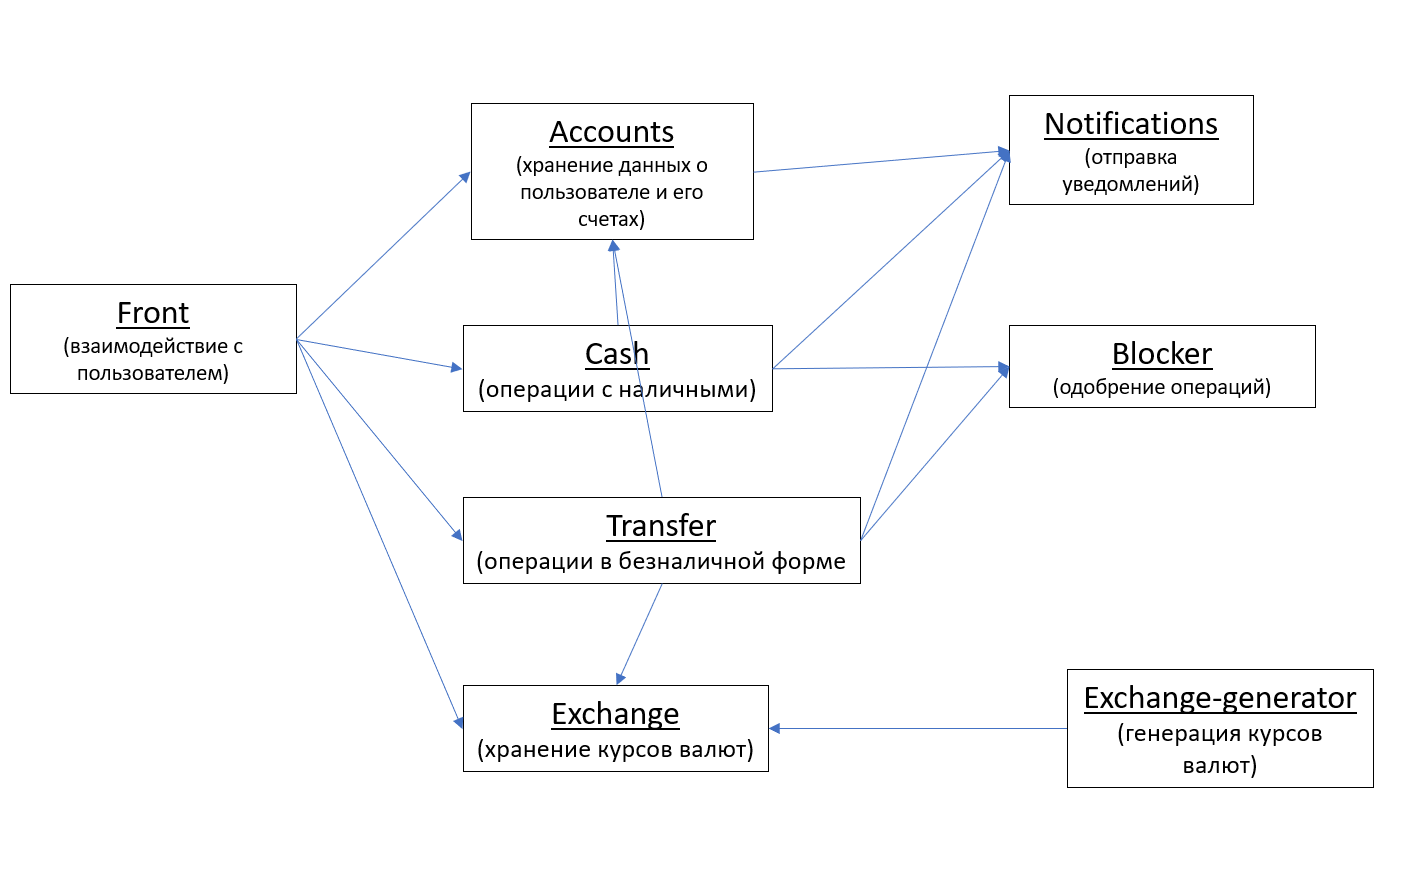 Accounts
(хранение данных о
пользователе и его
счетах)
Notifications
(отправка
уведомлений)
Front
(взаимодействие с
пользователем)
Cash
(операции с наличными)
Blocker
(одобрение операций)
Transfer
(операции в безналичной форме
Exchange
(хранение курсов валют)
Exchange-generator
(генерация курсов
валют)